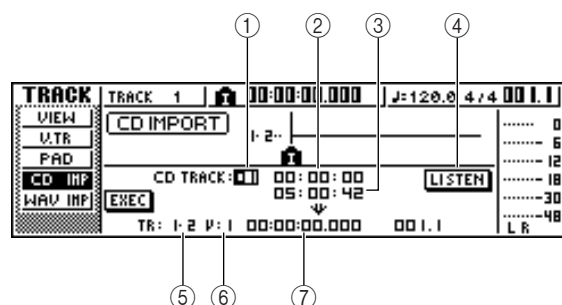 ① ② ③ ④
TRACK TRACK 1 I 00:00:00.000 ♩=120.0 4/4 001.1
VIEW
V.TR
PAD
CD IMP
WAV IMP
CD IMPORT
1-2
I
CD TRACK:01 00:00:00 LISTEN
05:00:42
EXEC
TR: 1-2 V:1 00:00:00.000 001.1
0
6
12
18
30
48
L R
⑤ ⑥ ⑦